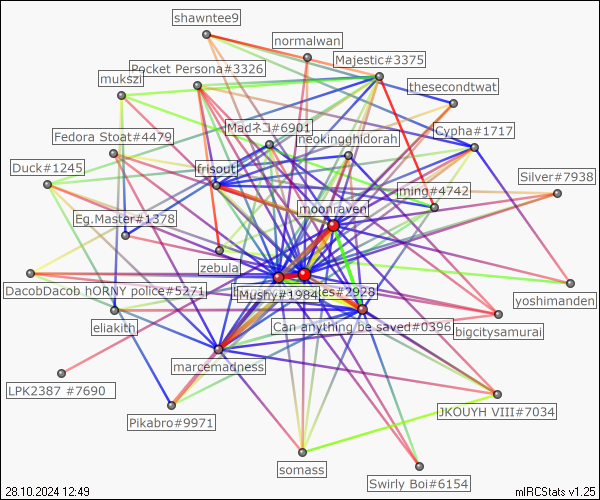 shawntee9
normalwan
Majestic#3375
Pocket Persona#3326
mukszi
thesecondtwat
Madネコ#6901
Cypha#1717
Fedora Stoat#4479
neokingghidorah
Duck#1245
frisout
Silver#7938
ming#4742
moonraven
Eg.Master#1378
zebula
yoshimanden
DacobDacob hORNY police#5271
Mushy#1984
es#2928
eliakith
Can anything be saved#0396
bigcitysamurai
marcemadness
LPK2387 #7690
JKOUYH VIII#7034
Pikabro#9971
somass
Swirly Boi#6154
28.10.2024 12:49
mIRCStats v1.25